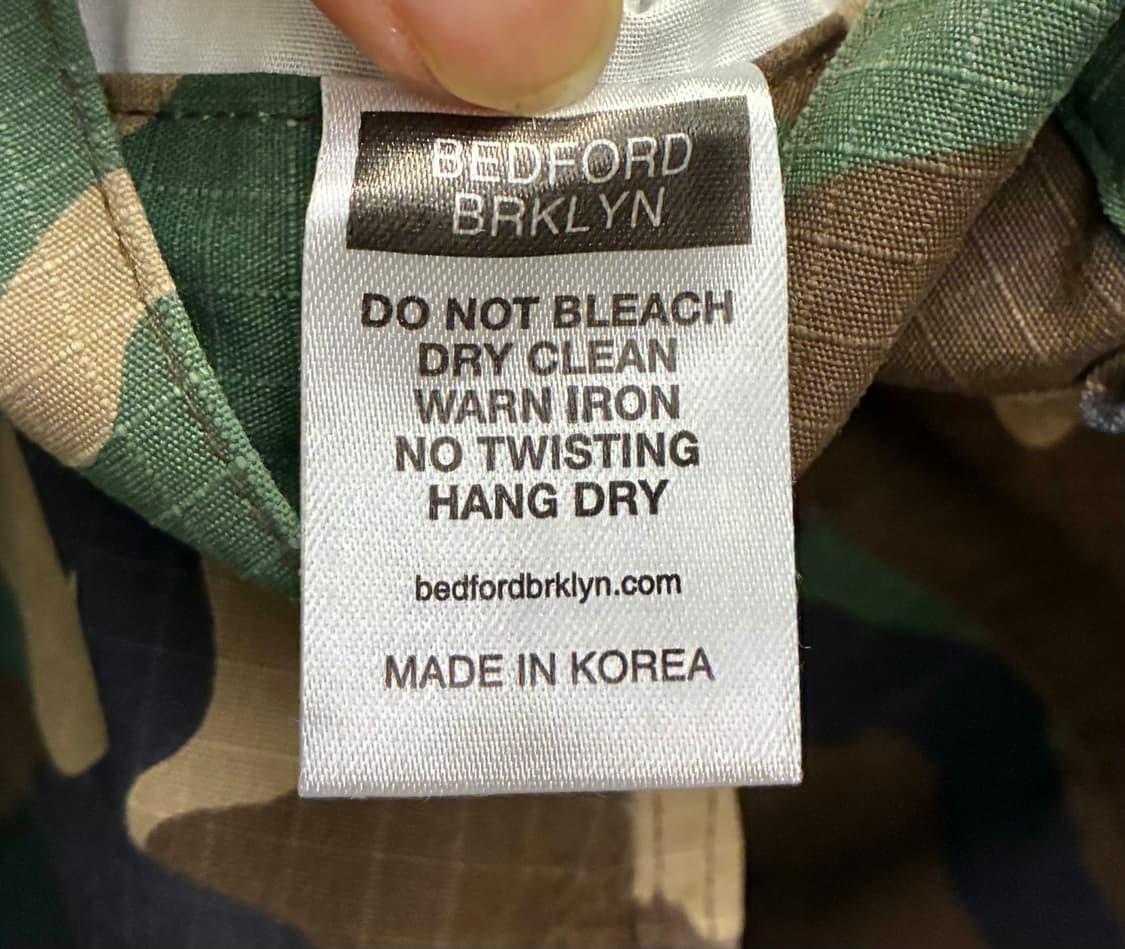 BEDFORD
BRKLYN
DO NOT BLEACH
DRY CLEAN
WARN IRON
NO TWISTING
HANG DRY
bedfordbrklyn.com
MADE IN KOREA